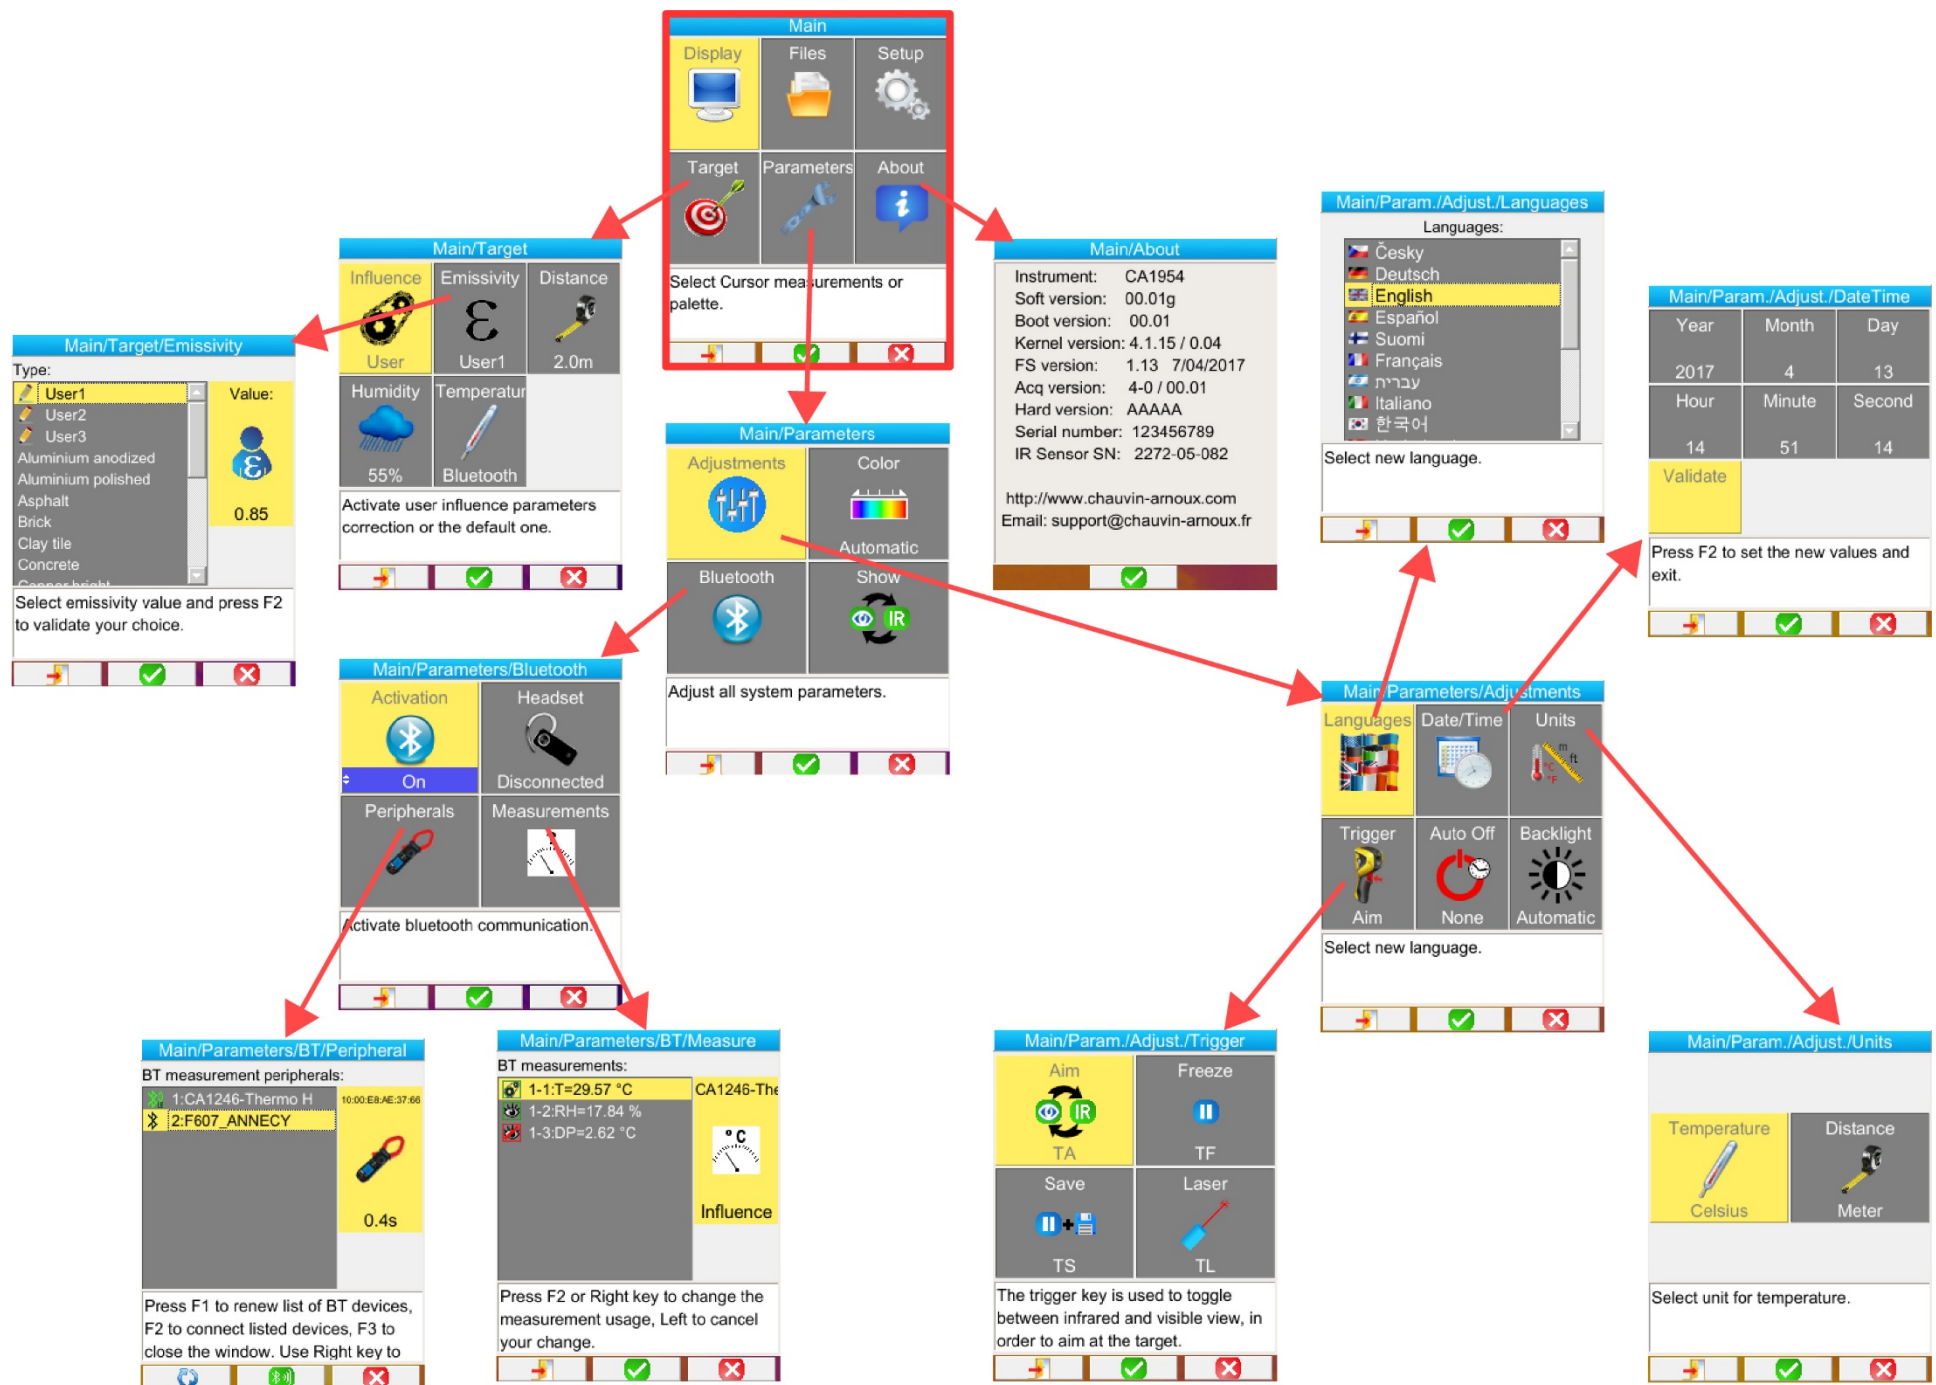 Main
Display Files Setup
Target Parameters About
Select Cursor measurements or
palette.
Main/Target
Influence Emissivity Distance
User User1 2.0m
Humidity Temperatur
55% Bluetooth
Activate user influence parameters
correction or the default one.
Main/Target/Emissivity
Type:
User1
User2
User3
Aluminium anodized
Aluminium polished
Asphalt
Brick
Clay tile
Concrete
Copper bright
Value:
0.85
Select emissivity value and press F2
to validate your choice.
Main/Parameters
Adjustments Color
Automatic
Bluetooth Show
IR
Adjust all system parameters.
Main/About
Instrument: CA1954
Soft version: 00.01g
Boot version: 00.01
Kernel version: 4.1.15 / 0.04
FS version: 1.13 7/04/2017
Acq version: 4-0 / 00.01
Hard version: AAAAA
Serial number: 123456789
IR Sensor SN: 2272-05-082
http://www.chauvin-arnoux.com
Email: support@chauvin-arnoux.fr
Main/Param./Adjust./Languages
Languages:
Česky
Deutsch
English
Español
Suomi
Français
עברית
Italiano
한국어
Select new language.
Main/Param./Adjust./DateTime
Year Month Day
2017 4 13
Hour Minute Second
14 51 14
Validate
Press F2 to set the new values and
exit.
Main/Parameters/Bluetooth
Activation Headset
On Disconnected
Peripherals Measurements
Activate bluetooth communication.
Main/Parameters/Adjustments
Languages Date/Time Units
m
ft
°C
°F
Trigger Auto Off Backlight
Aim None Automatic
Select new language.
Main/Parameters/BT/Peripheral
BT measurement peripherals:
1:CA1246-Thermo H
2:F607_ANNECY
10:00:E8:AE:37:66
0.4s
Press F1 to renew list of BT devices,
F2 to connect listed devices, F3 to
close the window. Use Right key to
Main/Parameters/BT/Measure
BT measurements:
1-1:T=29.57 °C
1-2:RH=17.84 %
1-3:DP=2.62 °C
CA1246-The
°C
Influence
Press F2 or Right key to change the
measurement usage, Left to cancel
your change.
Main/Param./Adjust./Trigger
Aim Freeze
IR
TA TF
Save Laser
TS TL
The trigger key is used to toggle
between infrared and visible view, in
order to aim at the target.
Main/Param./Adjust./Units
Temperature Distance
Celsius Meter
Select unit for temperature.